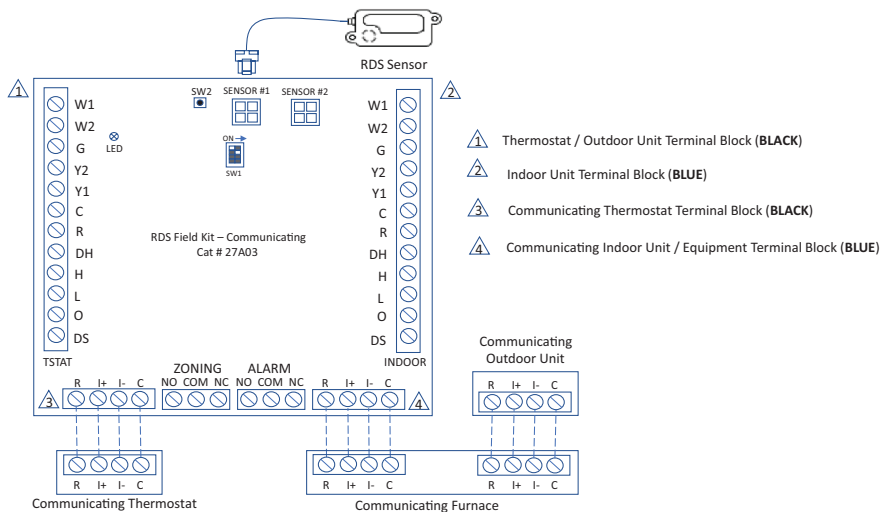 RDS Sensor
1
2
SW2 SENSOR #1 SENSOR #2
W1
W2
G
Y2
Y1
C
R
DH
H
L
O
DS
TSTAT
LED
ON
SW1
RDS Field Kit – Communicating
Cat # 27A03
W1
W2
G
Y2
Y1
C
R
DH
H
L
O
DS
INDOOR
1 Thermostat / Outdoor Unit Terminal Block (BLACK)
2 Indoor Unit Terminal Block (BLUE)
3 Communicating Thermostat Terminal Block (BLACK)
4 Communicating Indoor Unit / Equipment Terminal Block (BLUE)
ZONING ALARM
3
R I+ I- C
NO COM NC
NO COM NC
R I+ I- C
4
Communicating
Outdoor Unit
R I+ I- C
R I+ I- C
Communicating Thermostat
R I+ I- C
R I+ I- C
Communicating Furnace